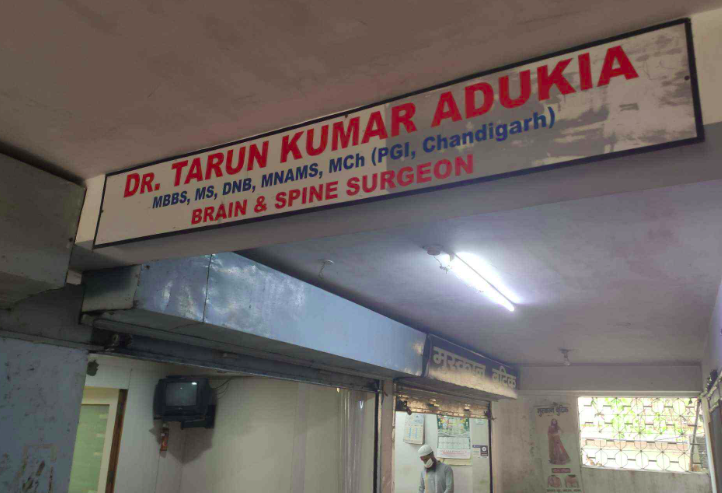 DR. TARUN KUMAR ADUKIA
MBBS, MS, DNB, MNAMS, MCh (PGI, Chandigarh)
BRAIN & SPINE SURGEON
मुस्कान बुटिक